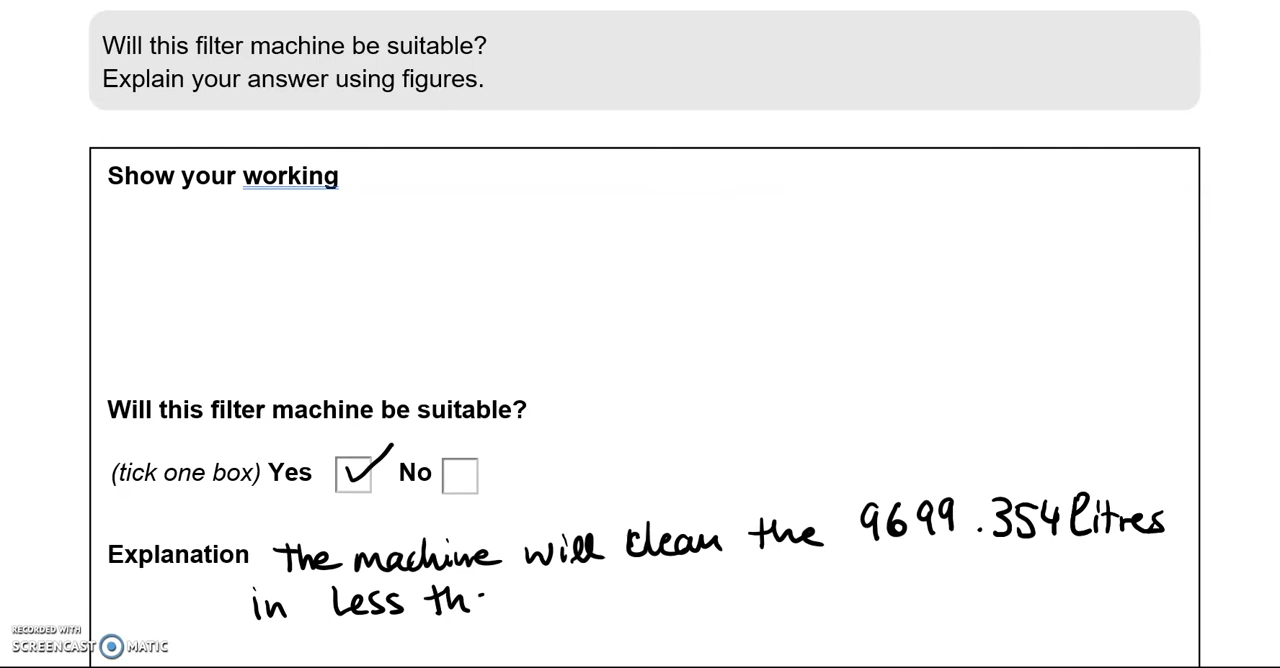 Will this filter machine be suitable?
Explain your answer using figures.
Show your working
Will this filter machine be suitable?
(tick one box) Yes No
Explanation the machine will clean the 9699.354 litres
in less th
RECORDED WITH
SCREENCAST MATIC